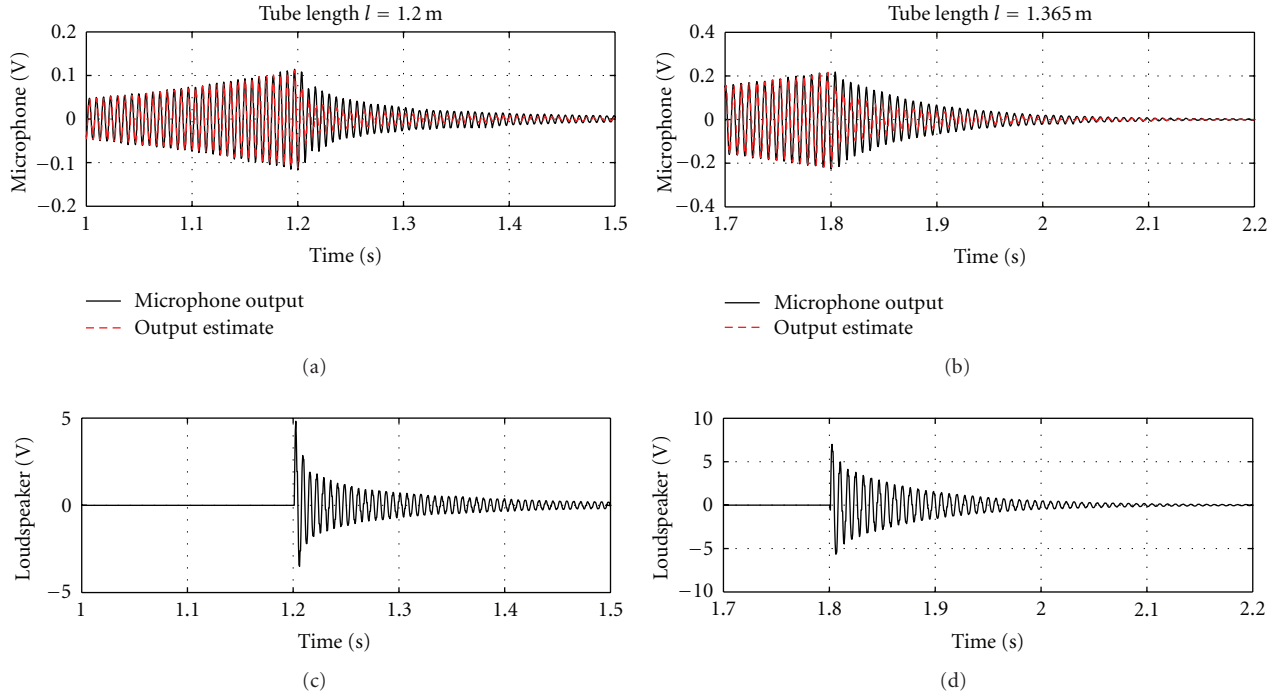 Tube length l = 1.2 m
Microphone (V)
0.2
0.1
0
−0.1
−0.2
1
1.1
1.2
1.3
1.4
1.5
Time (s)
Microphone output
Output estimate
(a)
Tube length l = 1.365 m
Microphone (V)
0.4
0.2
0
−0.2
−0.4
1.7
1.8
1.9
2
2.1
2.2
Time (s)
Microphone output
Output estimate
(b)
Loudspeaker (V)
5
0
−5
1
1.1
1.2
1.3
1.4
1.5
Time (s)
(c)
Loudspeaker (V)
10
5
0
−5
−10
1.7
1.8
1.9
2
2.1
2.2
Time (s)
(d)